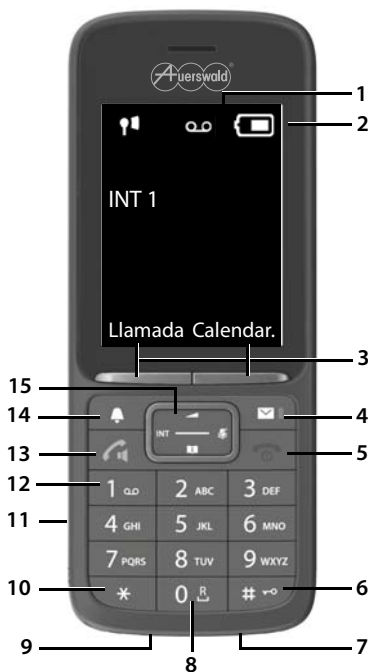 Auerswald®
1
2
INT 1
Llamada Calendar.
3
15
14
4
INT
13
5
12
1
2 ABC
3 DEF
11
4 GHI
5 JKL
6 MNO
7 PQRS
8 TUV
9 WXYZ
10
*
0 R
#
6
9
8
7